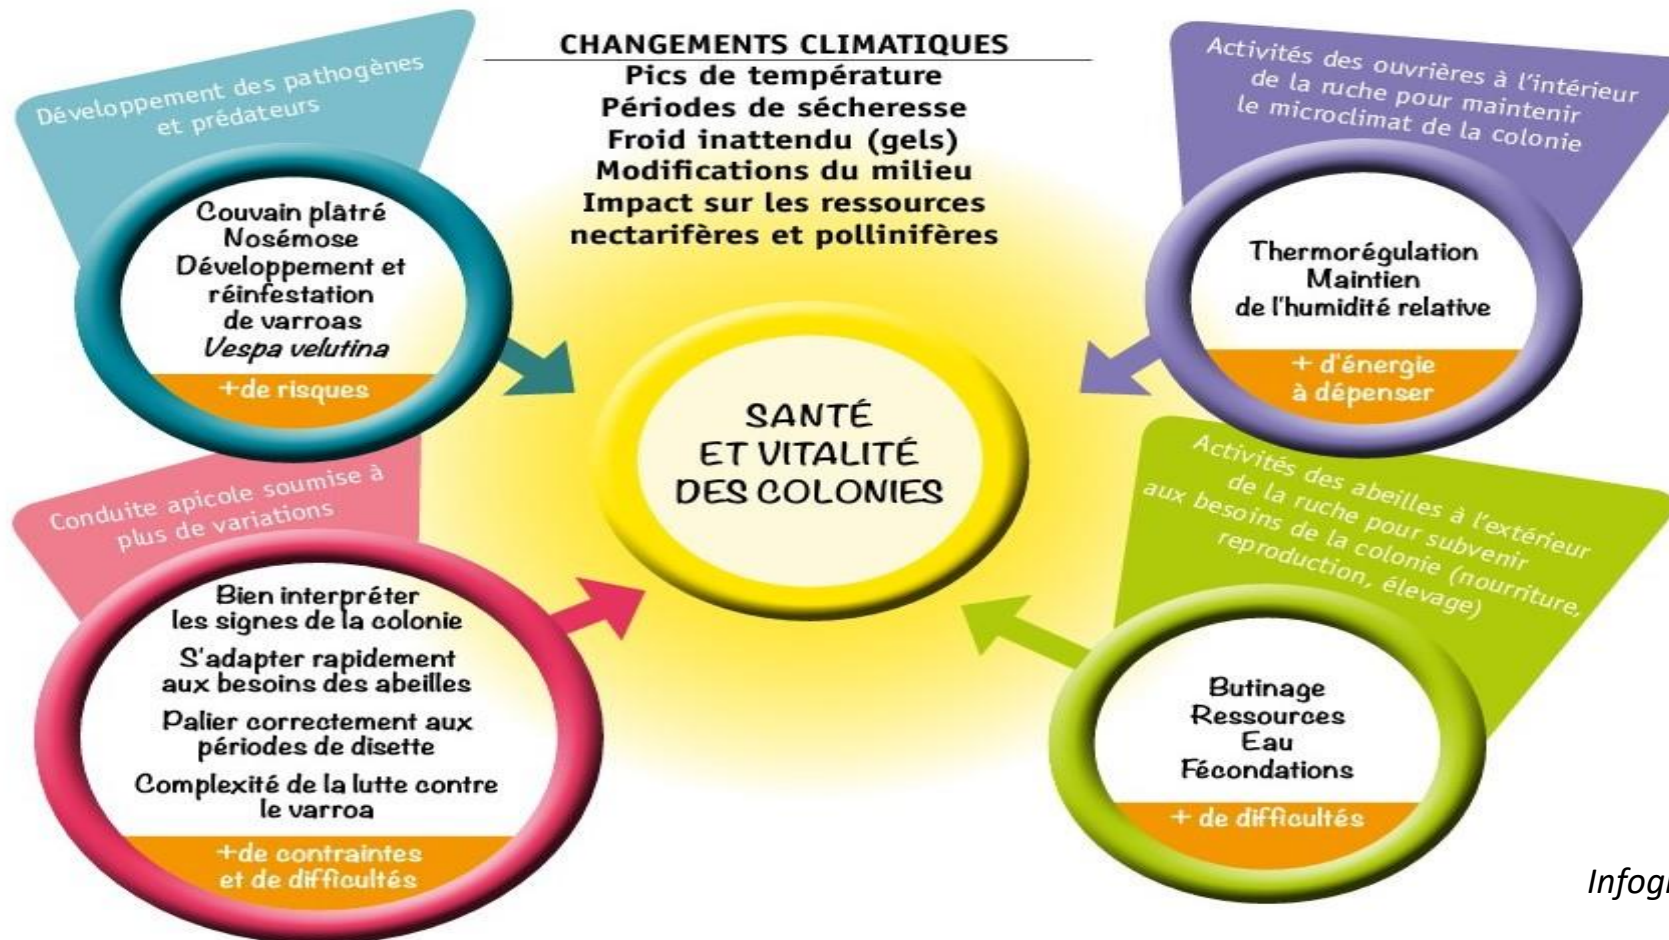 CHANGEMENTS CLIMATIQUES
Pics de température
Périodes de sécheresse
Froid inattendu (gels)
Modifications du milieu
Impact sur les ressources
nectarifères et pollinifères
Développement des pathogènes
et prédateurs
Couvain plâtré
Nosémose
Développement et
réinfestation
de varroas
Vespa velutina
+de risques
Activités des ouvrières à l'intérieur
de la ruche pour maintenir
le microclimat de la colonie
Thermorégulation
Maintien
de l'humidité relative
+ d'énergie
à dépenser
SANTÉ
ET VITALITÉ
DES COLONIES
Conduite apicole soumise à
plus de variations
Bien interpréter
les signes de la colonie
S'adapter rapidement
aux besoins des abeilles
Palier correctement aux
périodes de disette
Complexité de la lutte contre
le varroa
+de contraintes
et de difficultés
Activités des abeilles à l'extérieur
de la ruche pour subvenir
aux besoins de la colonie (nourriture,
reproduction, élevage)
Butinage
Ressources
Eau
Fécondations
+ de difficultés